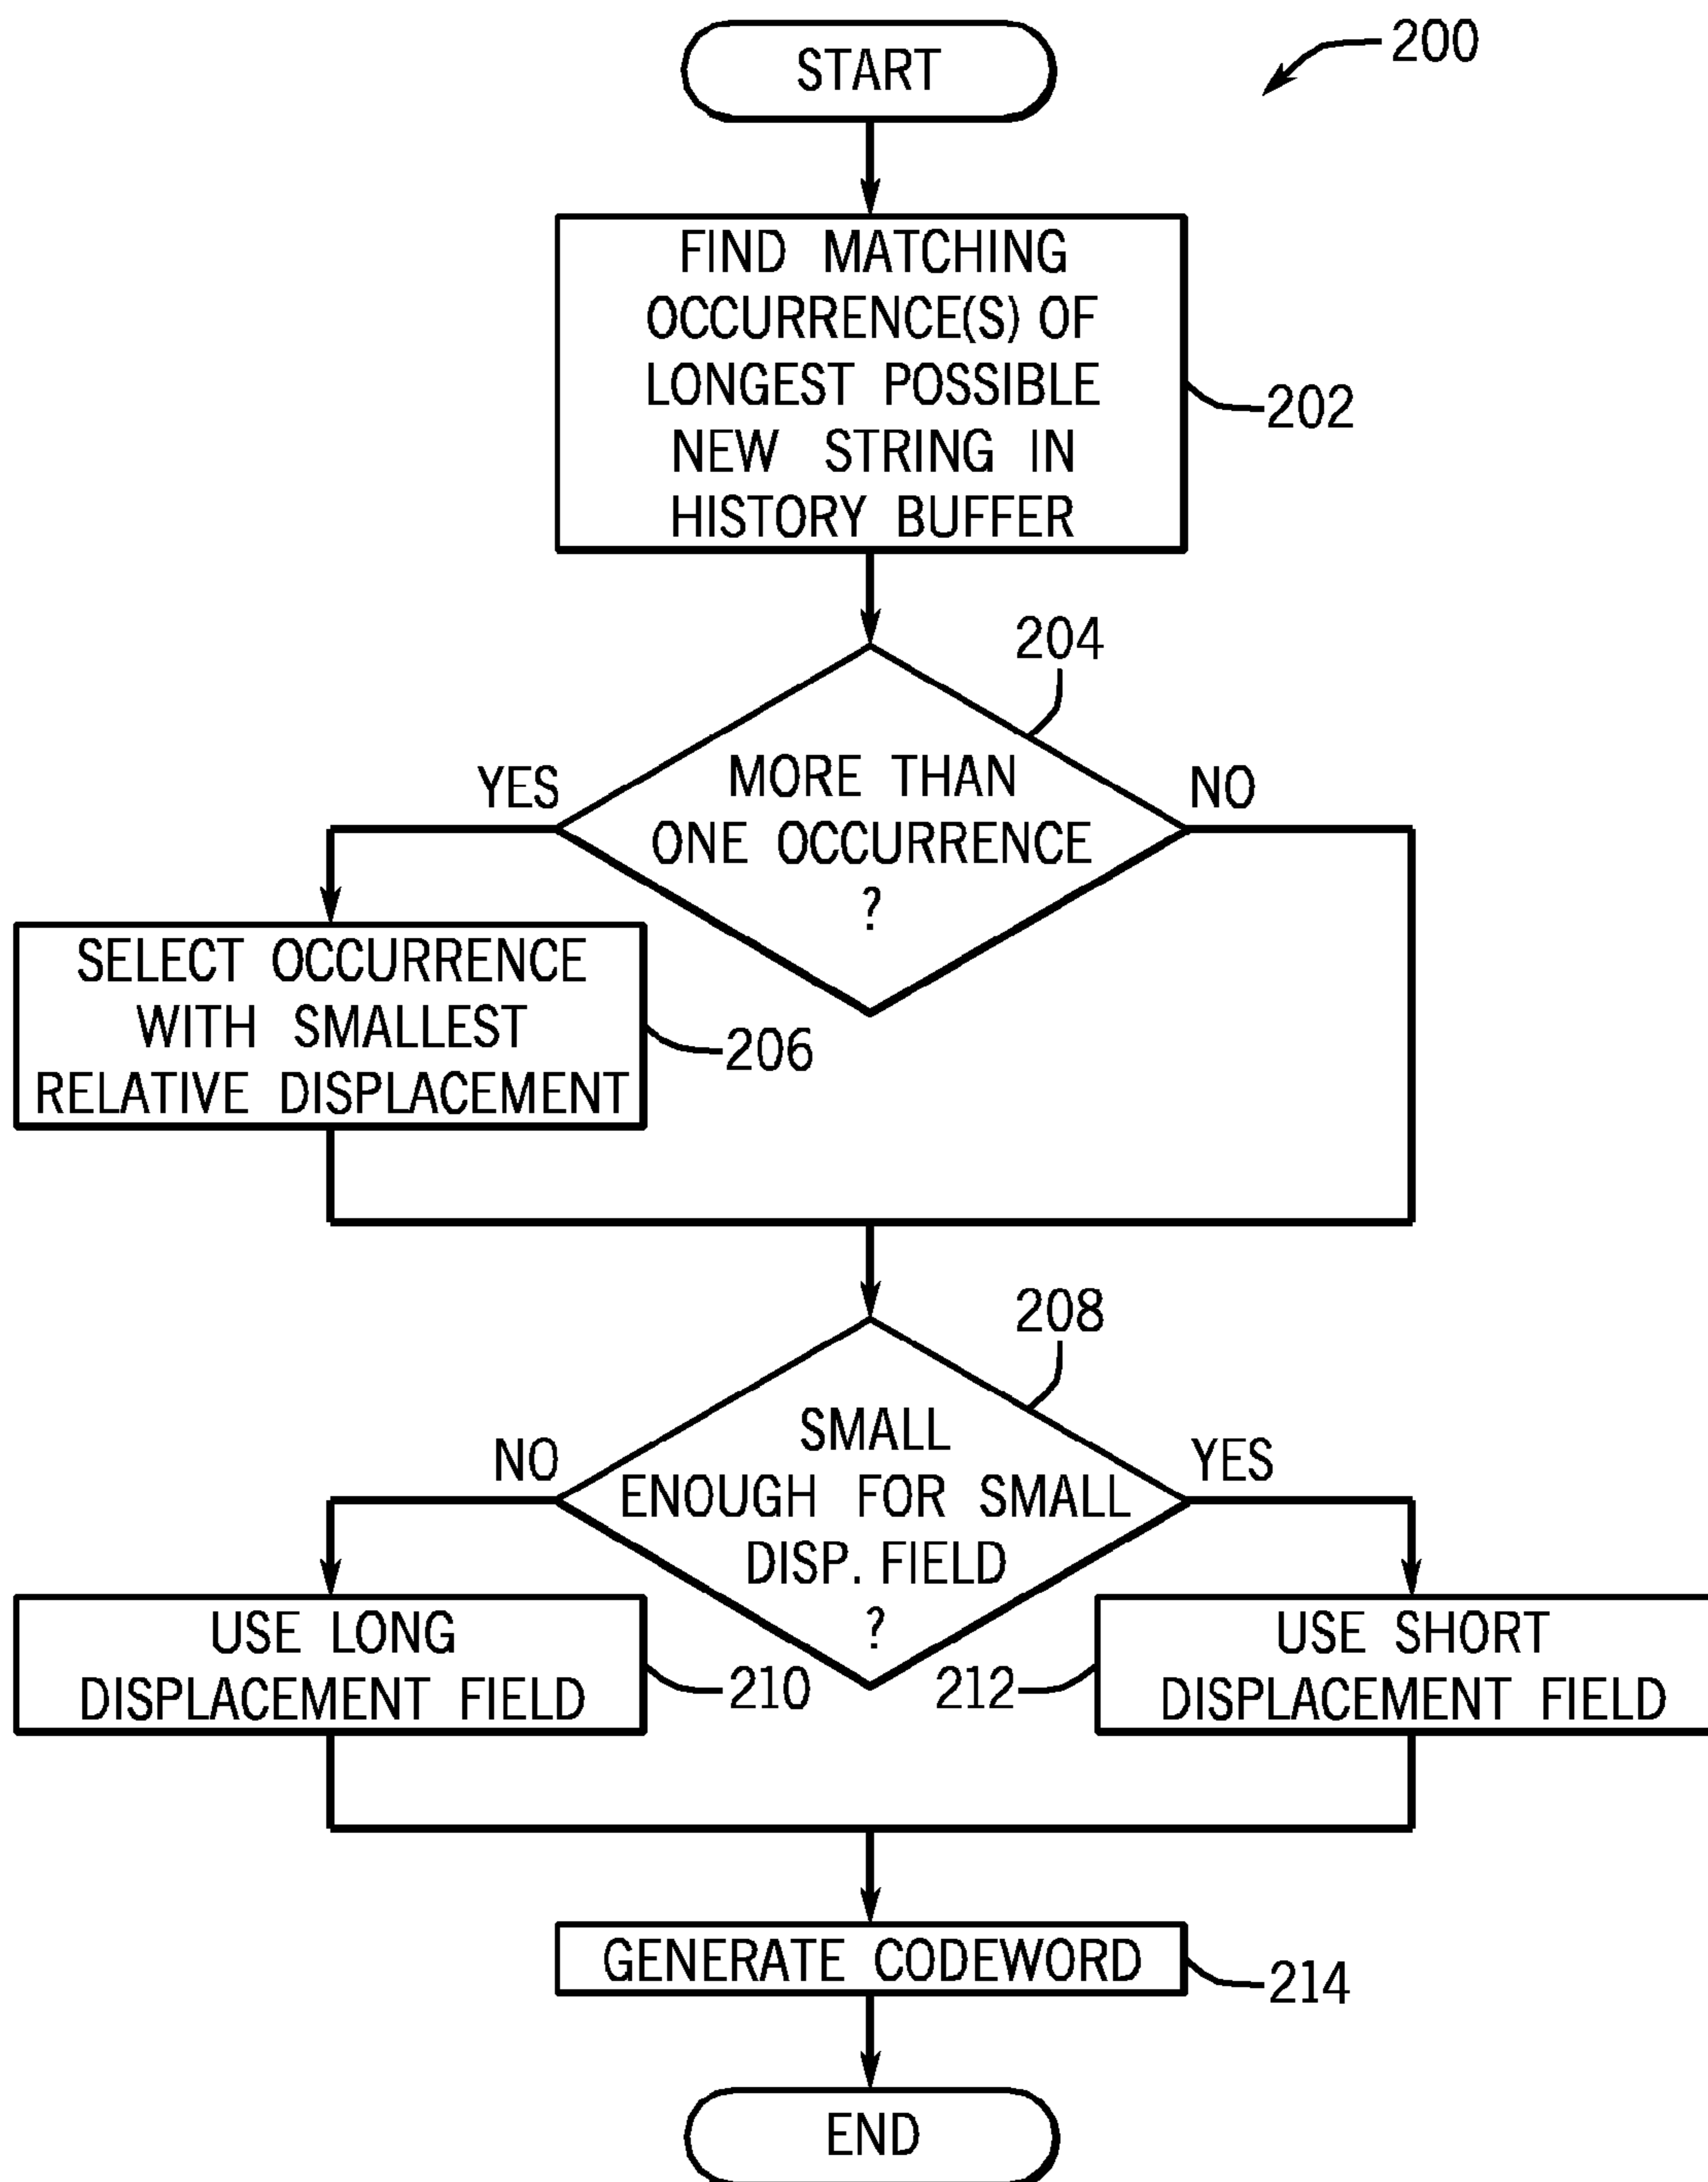 START
200
FIND MATCHING
OCCURRENCE(S) OF
LONGEST POSSIBLE
NEW STRING IN
HISTORY BUFFER
202
204
YES
MORE THAN
ONE OCCURRENCE
?
NO
SELECT OCCURRENCE
WITH SMALLEST
RELATIVE DISPLACEMENT
206
208
NO
SMALL
ENOUGH FOR SMALL
DISP. FIELD
?
YES
USE LONG
DISPLACEMENT FIELD
210
212
USE SHORT
DISPLACEMENT FIELD
GENERATE CODEWORD
214
END